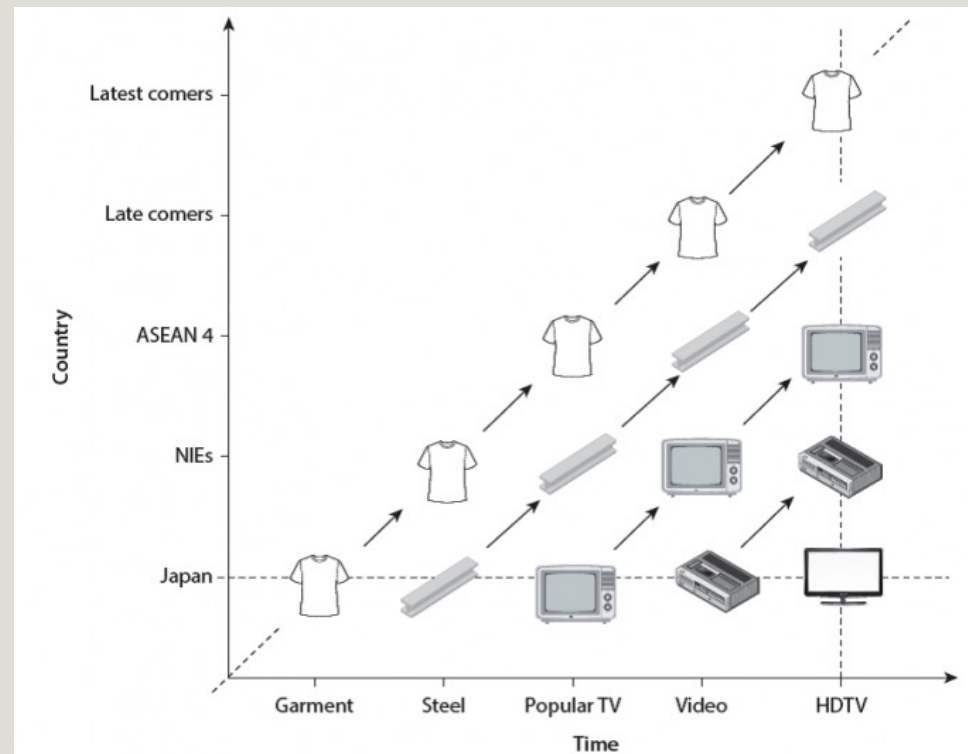 Latest comers
Late comers
ASEAN 4
NIEs
Japan
Country
Garment
Steel
Popular TV
Video
HDTV
Time